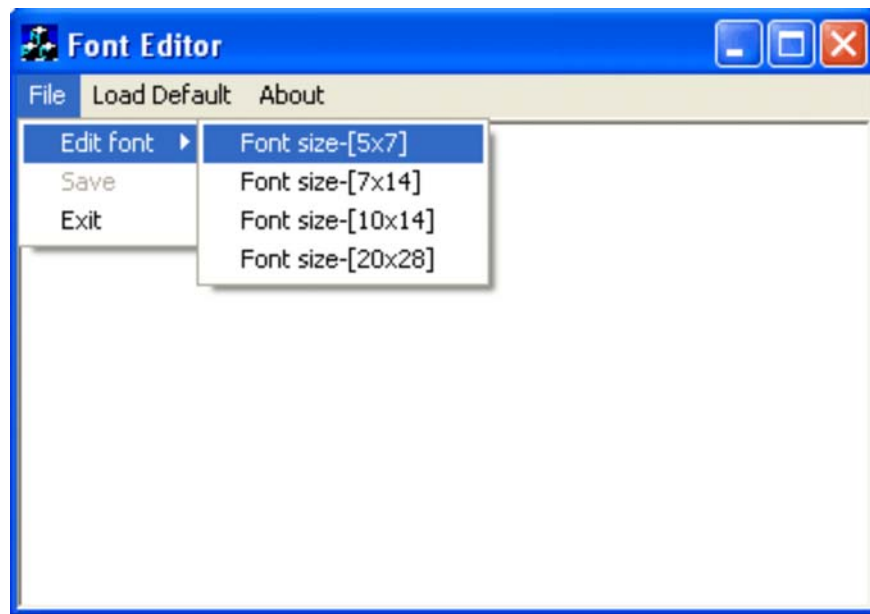 Font Editor
File Load Default About
Edit font Font size-[5x7]
Save Font size-[7x14]
Exit Font size-[10x14]
Font size-[20x28]